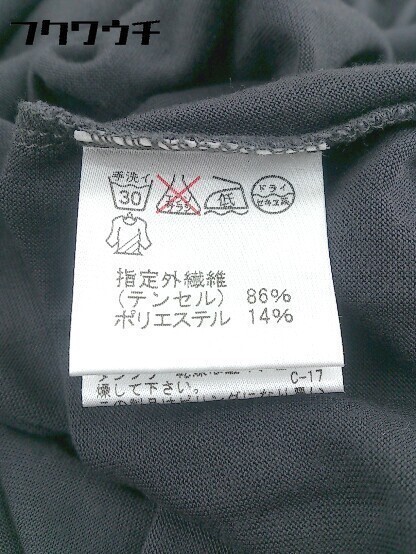 フクワウチ
手洗イ
30
エンソ
サラシ
低
ドライ
セキユ系
指定外繊維
(テンセル) 86%
ポリエステル 14%
C-17
燥して下さい。